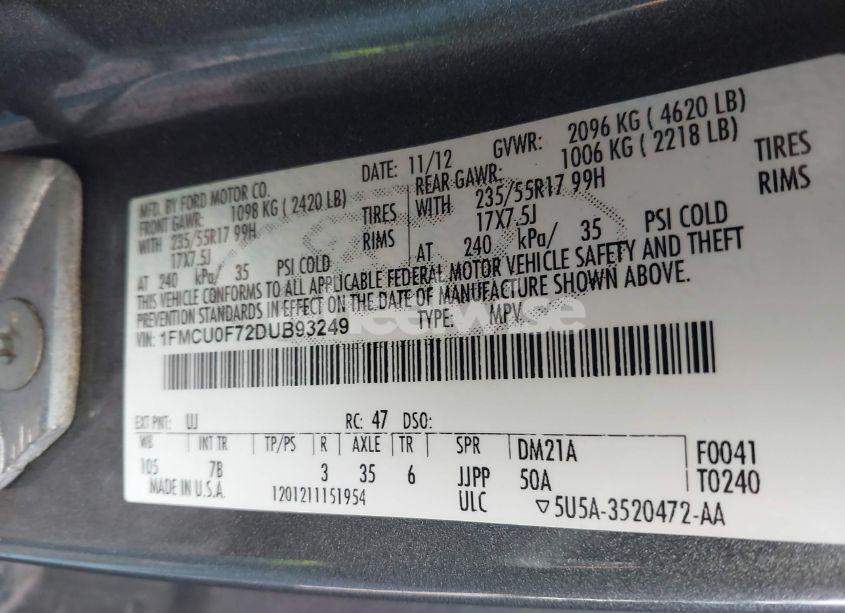 MFD. BY FORD MOTOR CO.
DATE: 11/12
GVWR: 2096 KG ( 4620 LB)
FRONT GAWR: 1098 KG ( 2420 LB)
REAR GAWR: 1006 KG ( 2218 LB)
WITH 235/55R17 99H TIRES
WITH 235/55R17 99H TIRES
17X7.5J RIMS
17X7.5J RIMS
AT 240 kPa/ 35 PSI COLD
AT 240 kPa/ 35 PSI COLD
THIS VEHICLE CONFORMS TO ALL APPLICABLE FEDERAL MOTOR VEHICLE SAFETY AND THEFT
PREVENTION STANDARDS IN EFFECT ON THE DATE OF MANUFACTURE SHOWN ABOVE.
VIN: 1FMCU0F72DUB93249
TYPE: MPV
EXT PNT: UJ RC: 47 DSO:
WB INT TR TP/PS R AXLE TR SPR DM21A F0041
105 7B 3 35 6 JJPP 50A T0240
MADE IN U.S.A. 1201211151954 ULC ▽5U5A-3520472-AA